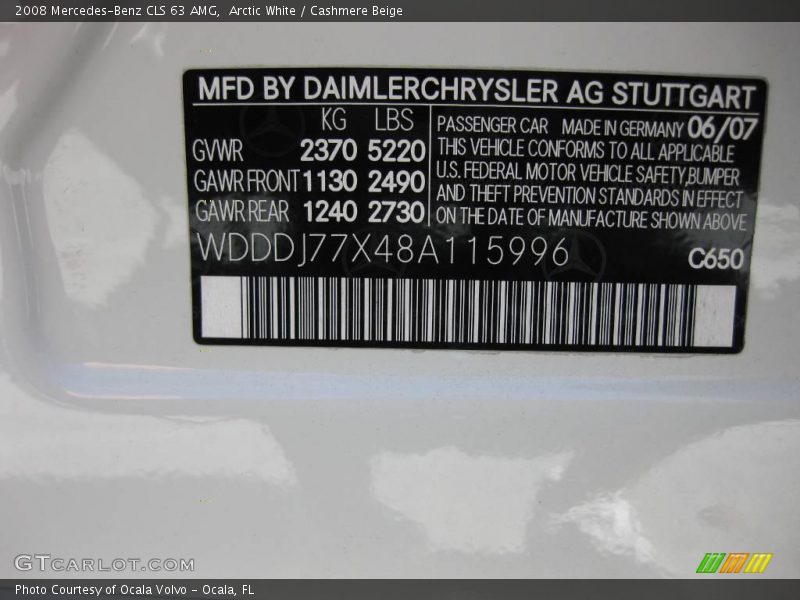 2008 Mercedes-Benz CLS 63 AMG, Arctic White / Cashmere Beige
MFD BY DAIMLERCHRYSLER AG STUTTGART
KG LBS
GVWR 2370 5220
GAWR FRONT 1130 2490
GAWR REAR 1240 2730
PASSENGER CAR MADE IN GERMANY 06/07
THIS VEHICLE CONFORMS TO ALL APPLICABLE
U.S. FEDERAL MOTOR VEHICLE SAFETY, BUMPER
AND THEFT PREVENTION STANDARDS IN EFFECT
ON THE DATE OF MANUFACTURE SHOWN ABOVE
WDDDJ77X48A115996 C650
GTCARLOT.COM
Photo Courtesy of Ocala Volvo - Ocala, FL